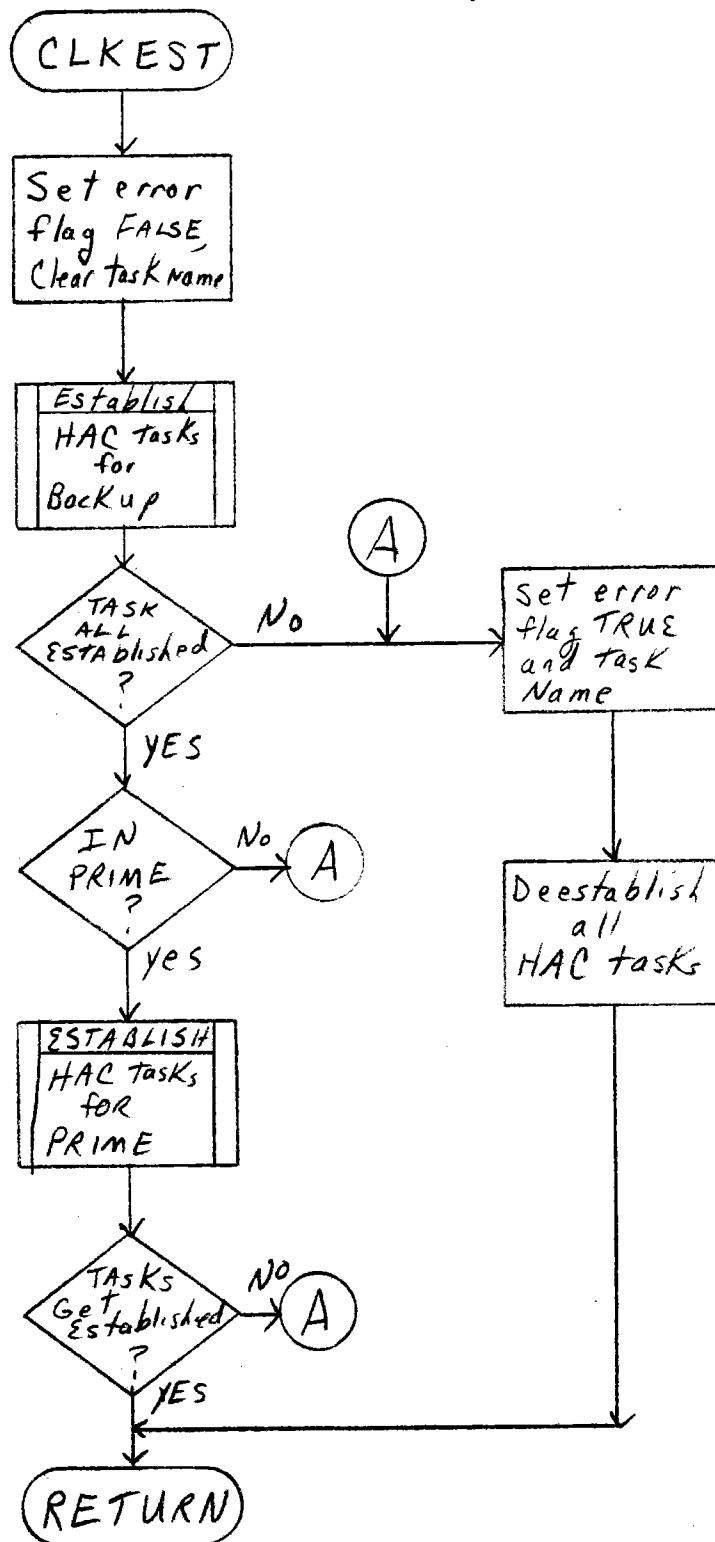 CLKEST
Set error
flag FALSE,
Clear task Name
Establish
HAC tasks
for
Backup
TASK
ALL
ESTABlished
?
No
YES
A
Set error
flag TRUE
and task
Name
IN
PRIME
?
No
A
yes
Deestablish
all
HAC tasks
ESTABLISH
HAC tasks
foR
PRIME
TAsKs
GeT
Established
?
No
A
YES
RETURN